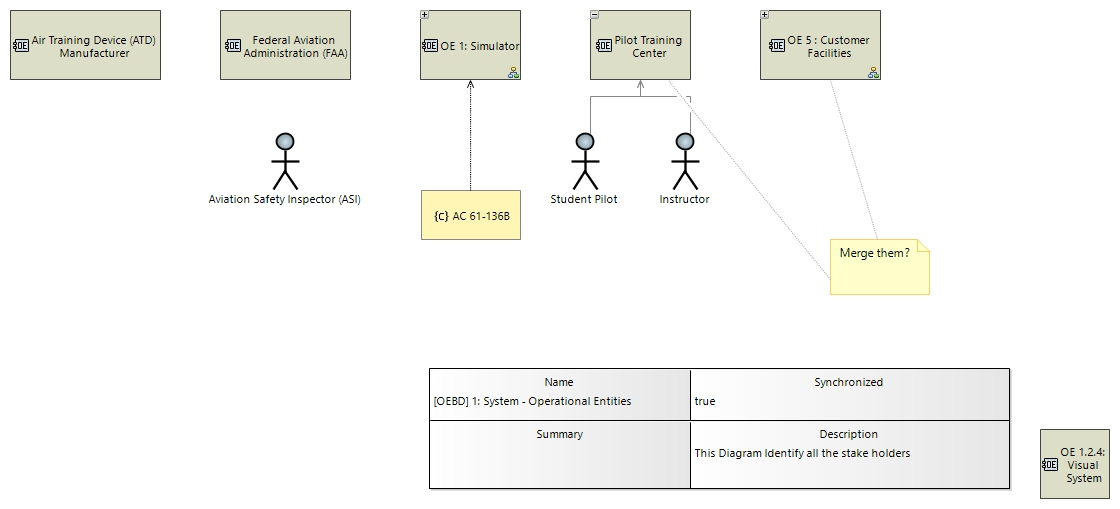 OE Air Training Device (ATD)
Manufacturer
OE Federal Aviation
Administration (FAA)
OE OE 1: Simulator
OE Pilot Training
Center
OE OE 5 : Customer
Facilities
Aviation Safety Inspector (ASI)
Student Pilot
Instructor
{C} AC 61-136B
Merge them?
Name
Synchronized
[OEBD] 1: System - Operational Entities
true
Summary
Description
This Diagram Identify all the stake holders
OE OE 1.2.4:
Visual
System